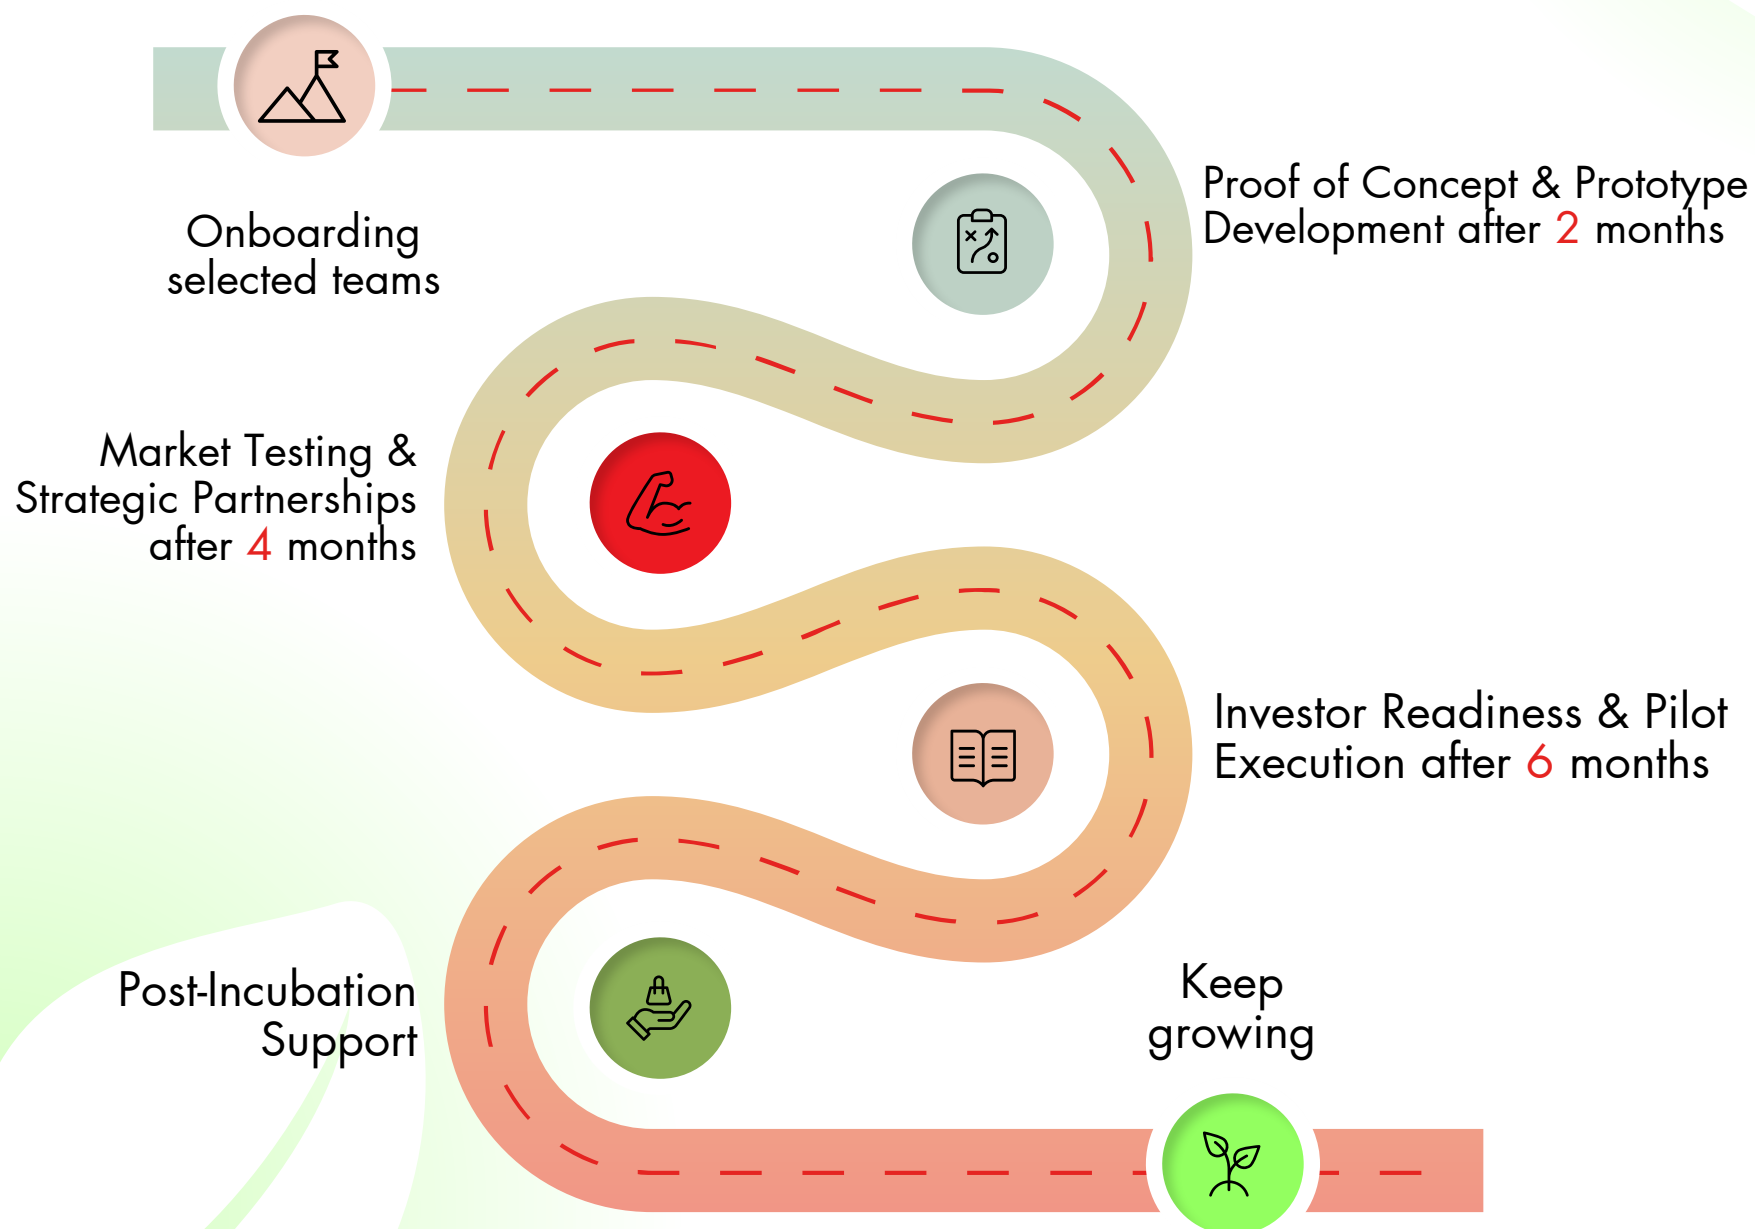 Onboarding
selected teams
Proof of Concept & Prototype
Development after 2 months
Market Testing &
Strategic Partnerships
after 4 months
Investor Readiness & Pilot
Execution after 6 months
Post-Incubation
Support
Keep
growing